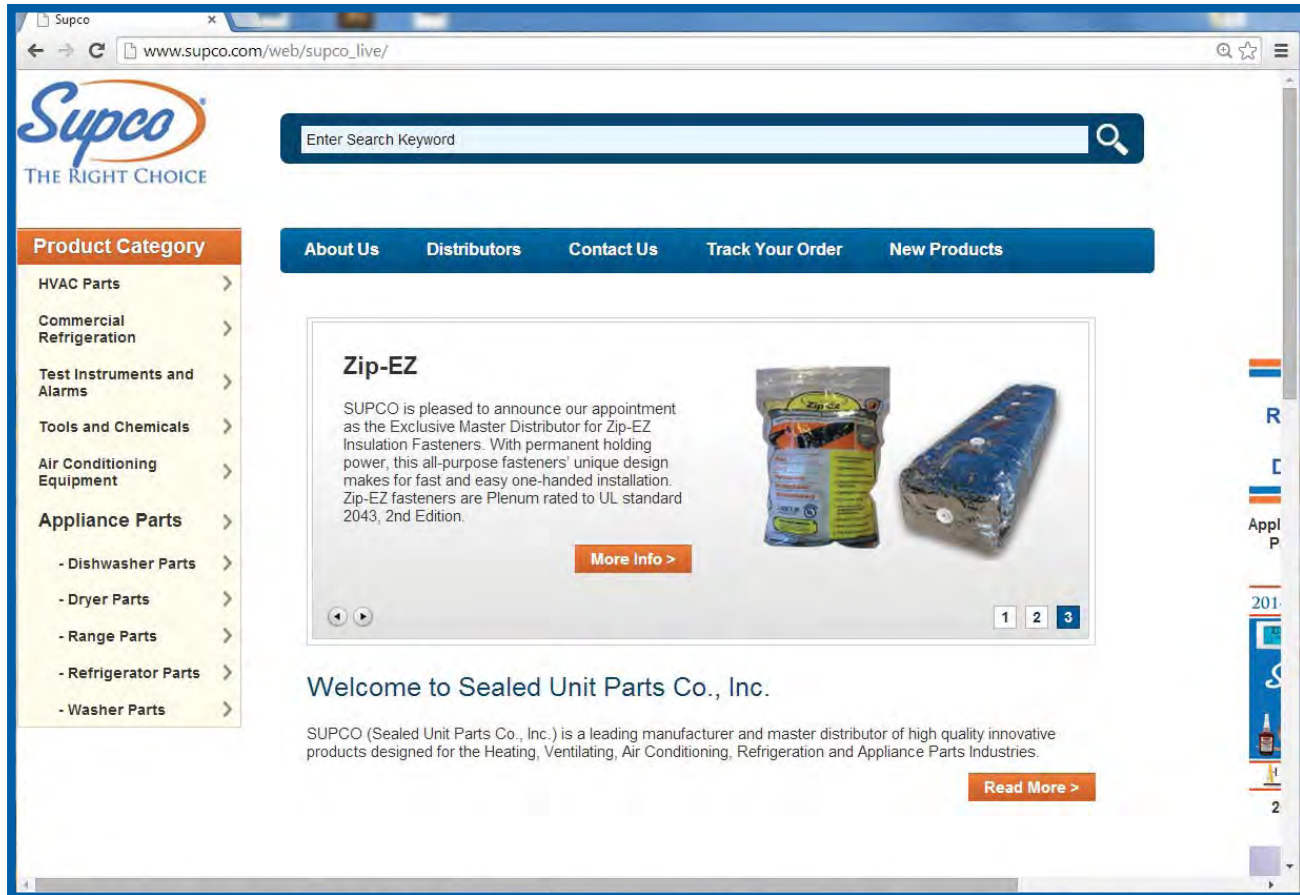 Supco
www.supco.com/web/supco_live/
Supco
THE RIGHT CHOICE
Enter Search Keyword
About Us Distributors Contact Us Track Your Order New Products
Product Category
HVAC Parts
Commercial
Refrigeration
Test Instruments and
Alarms
Tools and Chemicals
Air Conditioning
Equipment
Appliance Parts
- Dishwasher Parts
- Dryer Parts
- Range Parts
- Refrigerator Parts
- Washer Parts
Zip-EZ
SUPCO is pleased to announce our appointment
as the Exclusive Master Distributor for Zip-EZ
Insulation Fasteners. With permanent holding
power, this all-purpose fasteners' unique design
makes for fast and easy one-handed installation.
Zip-EZ fasteners are Plenum rated to UL standard
2043, 2nd Edition.
More Info >
Zip-EZ
1 2 3
Welcome to Sealed Unit Parts Co., Inc.
SUPCO (Sealed Unit Parts Co., Inc.) is a leading manufacturer and master distributor of high quality innovative
products designed for the Heating, Ventilating, Air Conditioning, Refrigeration and Appliance Parts Industries.
Read More >
R
Appl
P
201
S
2